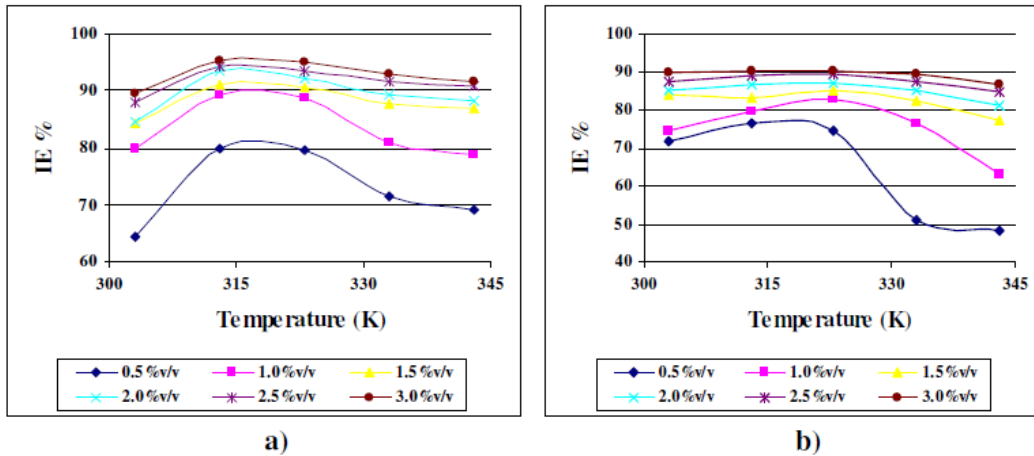 100
90
80
70
60
IE %
300
315
330
345
Temperature (K)
0.5%v/v
1.0%v/v
1.5%v/v
2.0%v/v
2.5%v/v
3.0%v/v
a)
100
90
80
70
60
50
40
IE %
300
315
330
345
Temperature (K)
0.5%v/v
1.0%v/v
1.5%v/v
2.0%v/v
2.5%v/v
3.0%v/v
b)